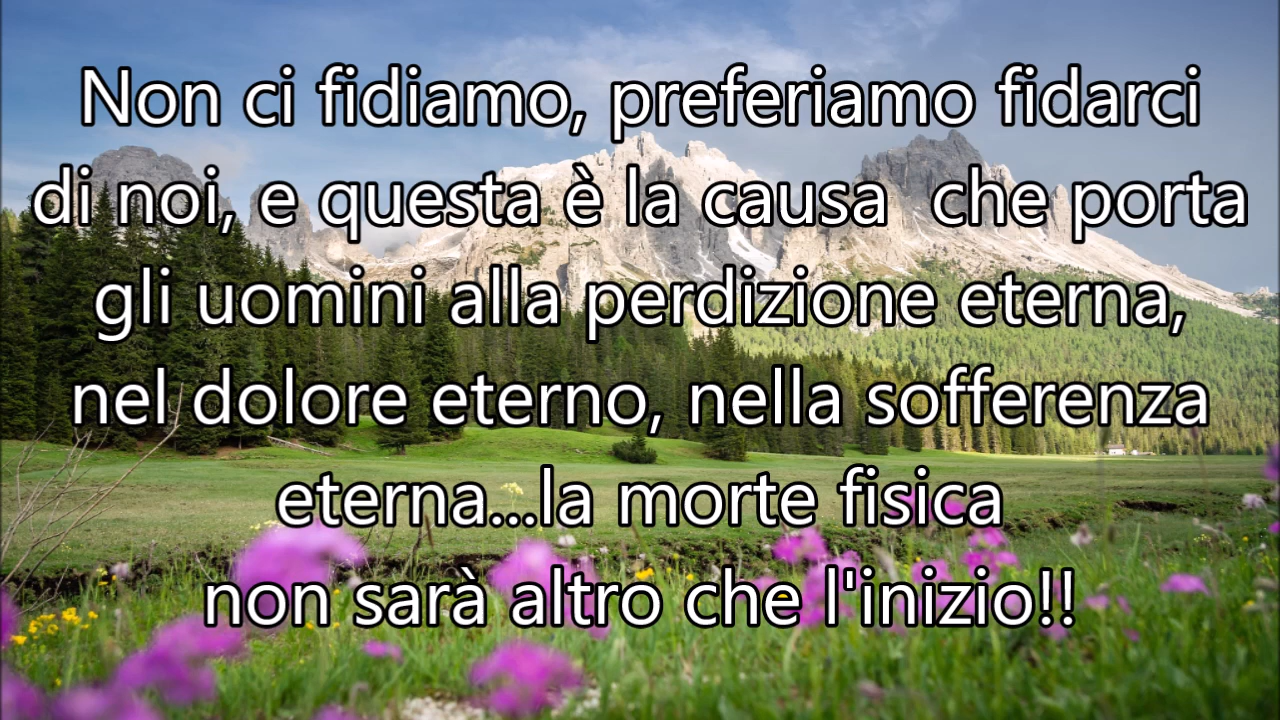 Non ci fidiamo, preferiamo fidarci
di noi, e questa è la causa  che porta
gli uomini alla perdizione eterna,
nel dolore eterno, nella sofferenza
eterna...la morte fisica
non sarà altro che l'inizio!!